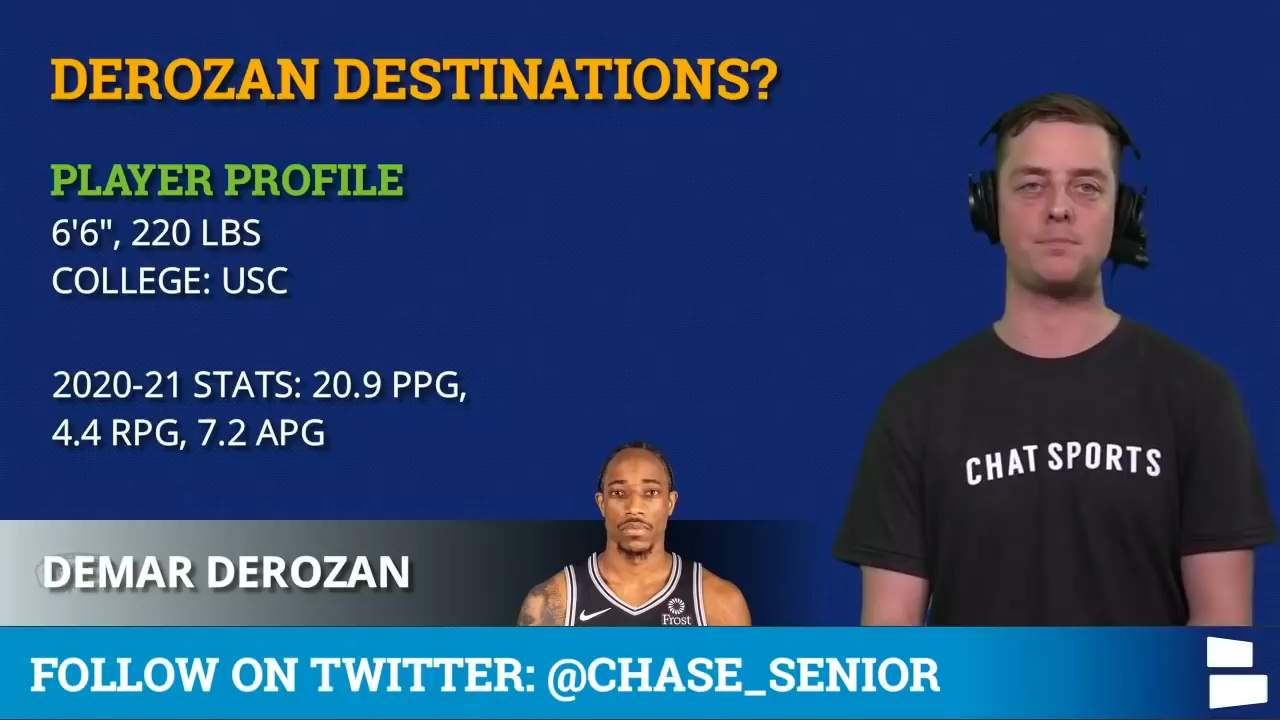 DEROZAN DESTINATIONS?
PLAYER PROFILE
6'6", 220 LBS
COLLEGE: USC
2020-21 STATS: 20.9 PPG,
4.4 RPG, 7.2 APG
CHAT SPORTS
Frost
DEMAR DEROZAN
FOLLOW ON TWITTER: @CHASE_SENIOR